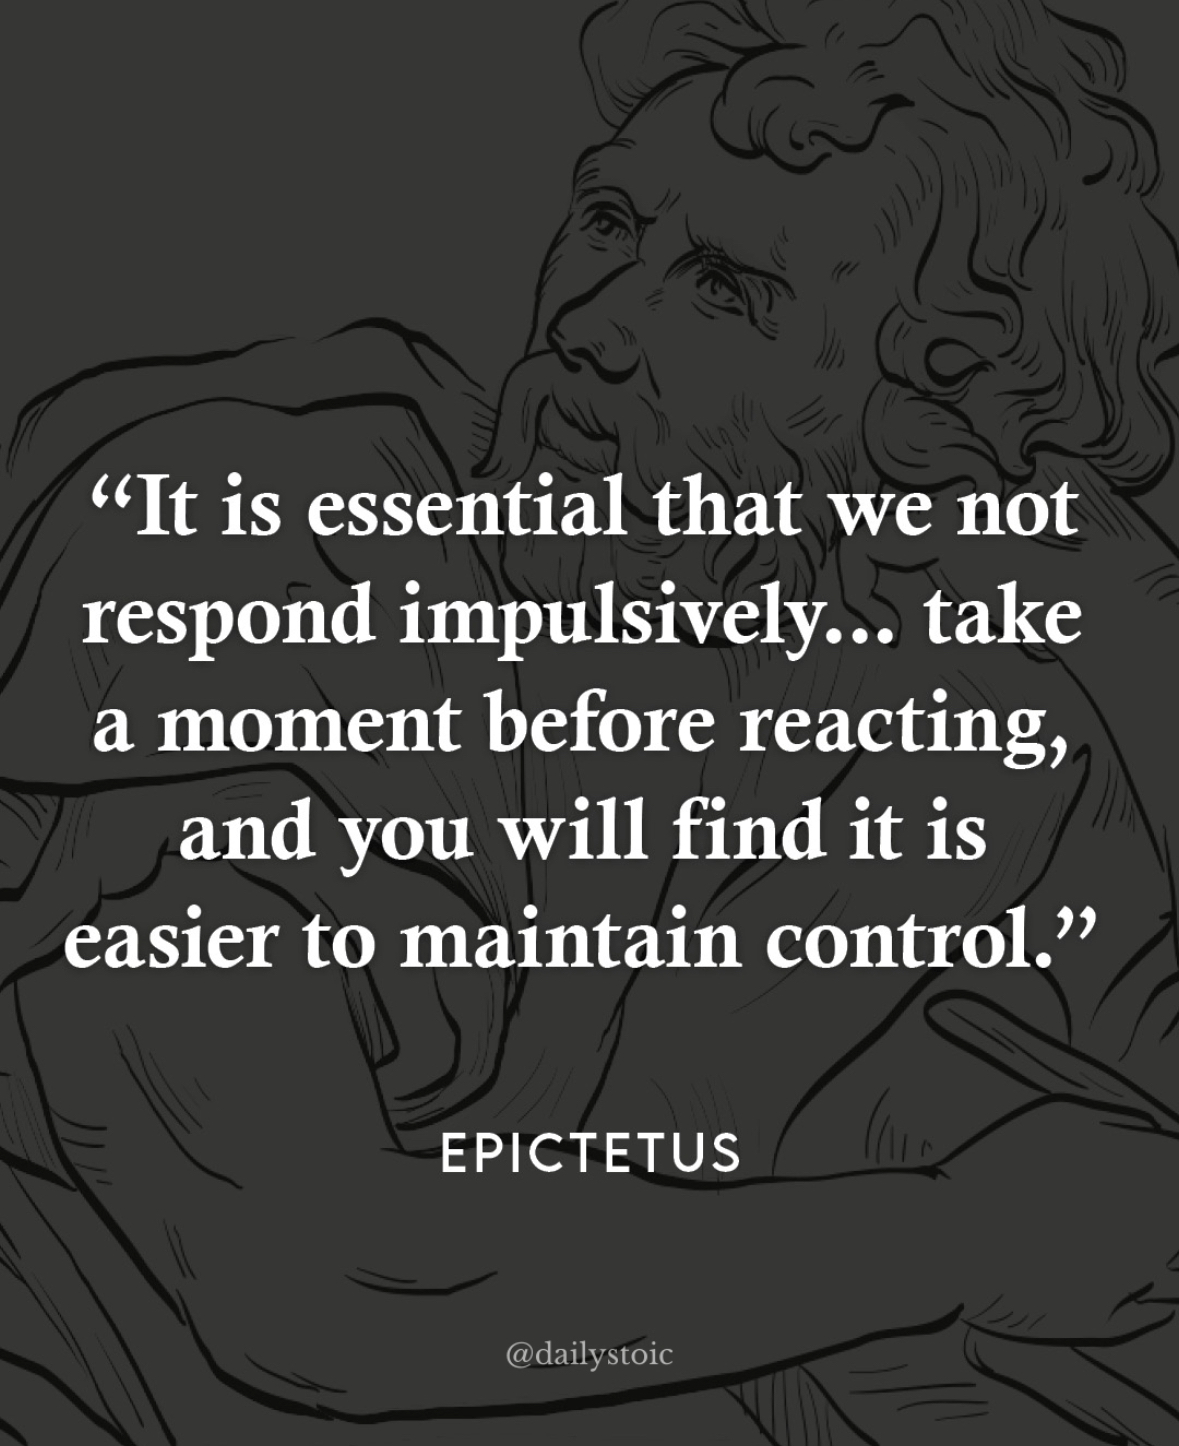 “It is essential that we not
respond impulsively... take
a moment before reacting,
and you will find it is
easier to maintain control.”
EPICTETUS
@dailystoic